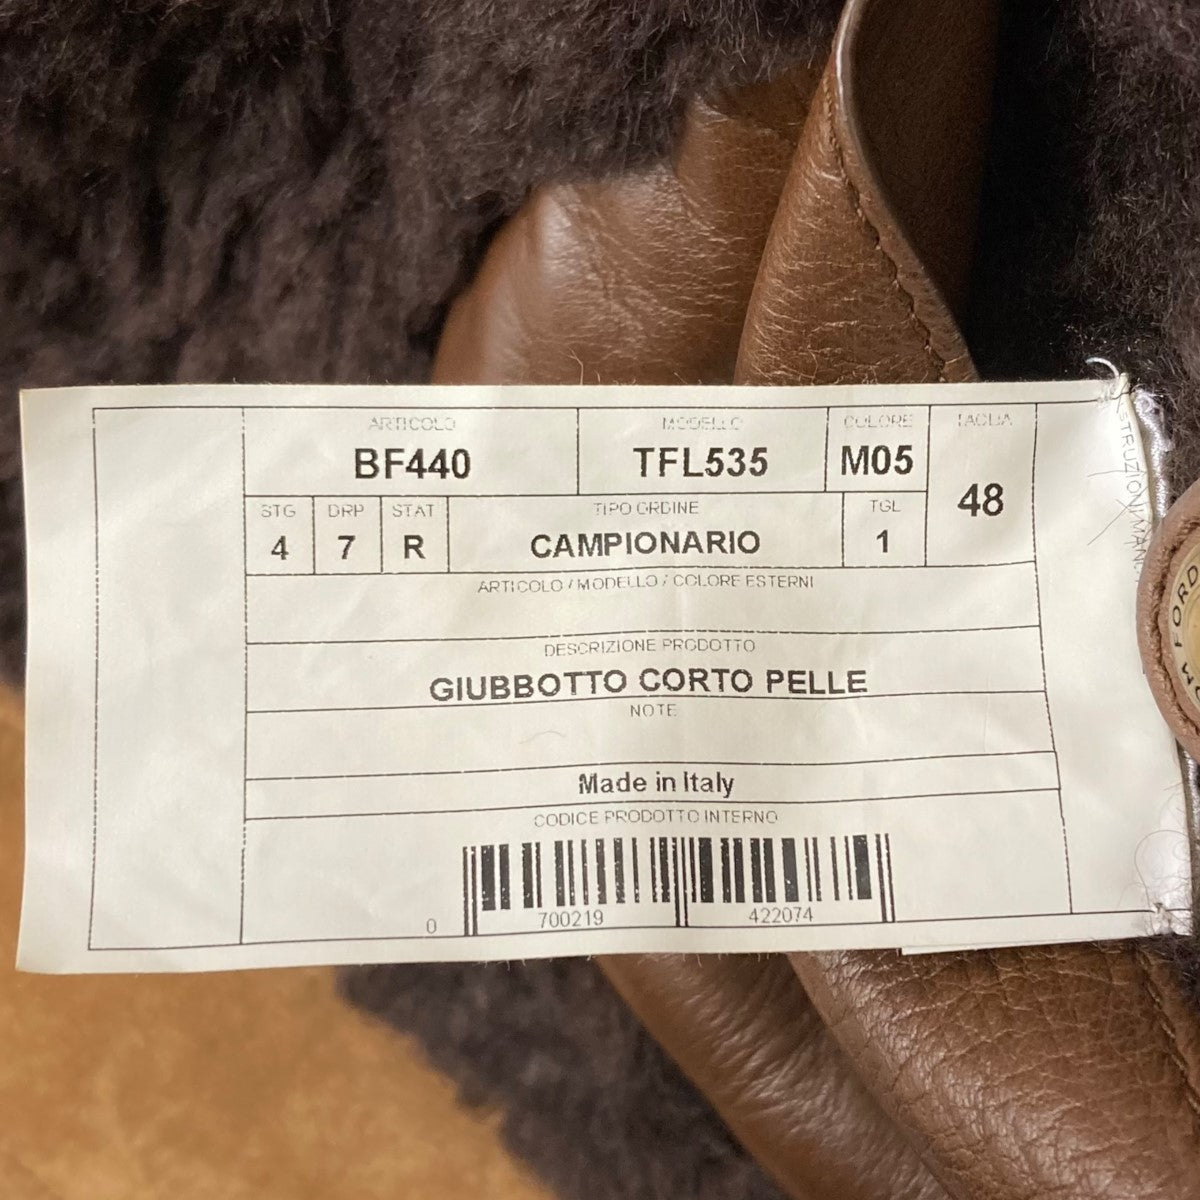 ARTICOLO MODELLO COLORE TAGLIA
BF440 TFL535 M05 48
STG DRP STAT TIPO ORDINE TGL
4 7 R CAMPIONARIO 1
ARTICOLO / MODELLO / COLORE ESTERNI
DESCRIZIONE PRODOTTO
GIUBBOTTO CORTO PELLE
NOTE
Made in Italy
CODICE PRODOTTO INTERNO
0 700219 422074
FORD